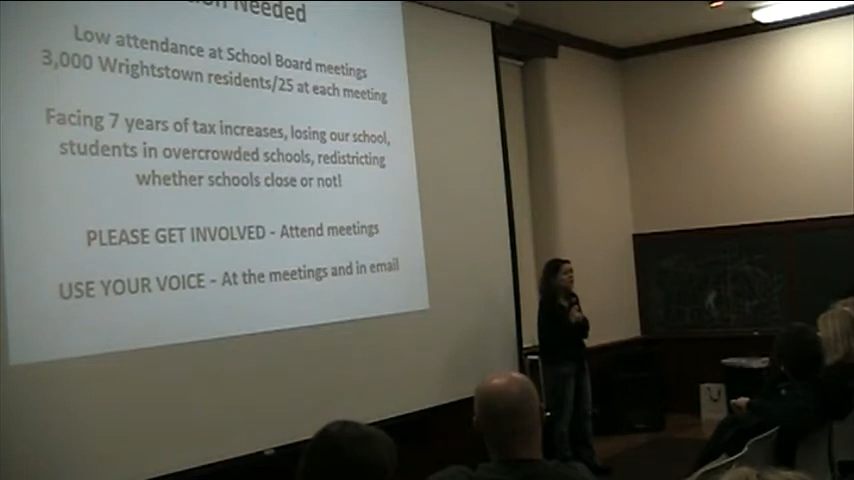 Needed
Low attendance at School Board meetings
3,000 Wrightstown residents/25 at each meeting
Facing 7 years of tax increases, losing our school,
students in overcrowded schools, redistricting
whether schools close or not!
PLEASE GET INVOLVED - Attend meetings
USE YOUR VOICE - At the meetings and in email